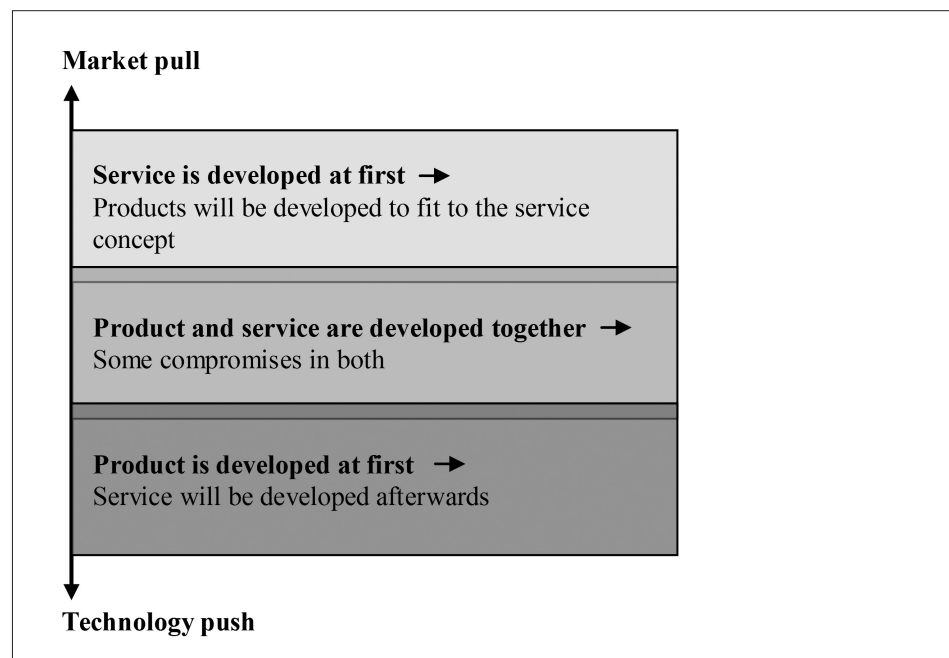 Market pull
Service is developed at first →
Products will be developed to fit to the service
concept
Product and service are developed together →
Some compromises in both
Product is developed at first →
Service will be developed afterwards
Technology push